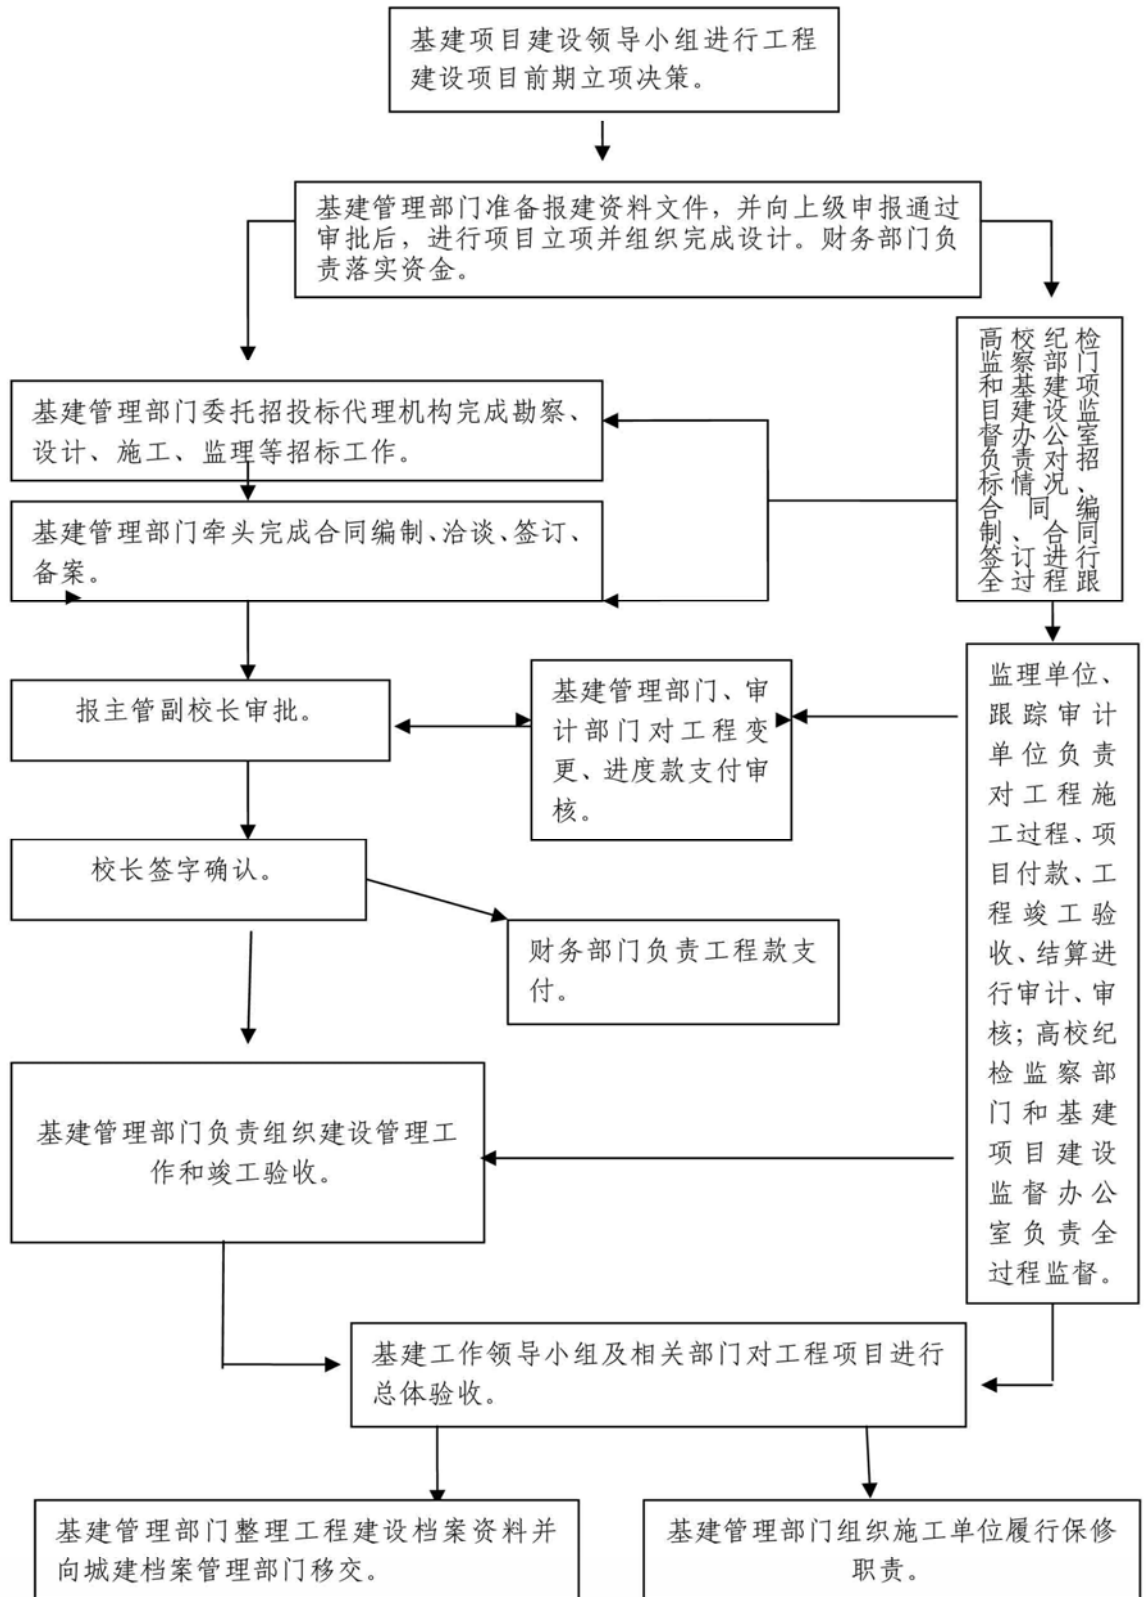 基建项目建设领导小组进行工程
建设项目前期立项决策。
基建管理部门准备报建资料文件，并向上级申报通过
审批后，进行项目立项并组织完成设计。财务部门负
责落实资金。
高校纪检
监察部门
和基建项
目建设监
督办公室
负责对招
标情况、
合同编
制、合同
签订进行
全过程跟
基建管理部门委托招投标代理机构完成勘察、
设计、施工、监理等招标工作。
基建管理部门牵头完成合同编制、洽谈、签订、
备案。
报主管副校长审批。
基建管理部门、审
计部门对工程变
更、进度款支付审
核。
监理单位、
跟踪审计
单位负责
对工程施
工过程、项
目付款、工
程竣工验
收、结算进
行审计、审
核；高校纪
检监察部
门和基建
项目建设
监督办公
室负责全
过程监督。
校长签字确认。
财务部门负责工程款支
付。
基建管理部门负责组织建设管理工
作和竣工验收。
基建工作领导小组及相关部门对工程项目进行
总体验收。
基建管理部门整理工程建设档案资料并
向城建档案管理部门移交。
基建管理部门组织施工单位履行保修
职责。